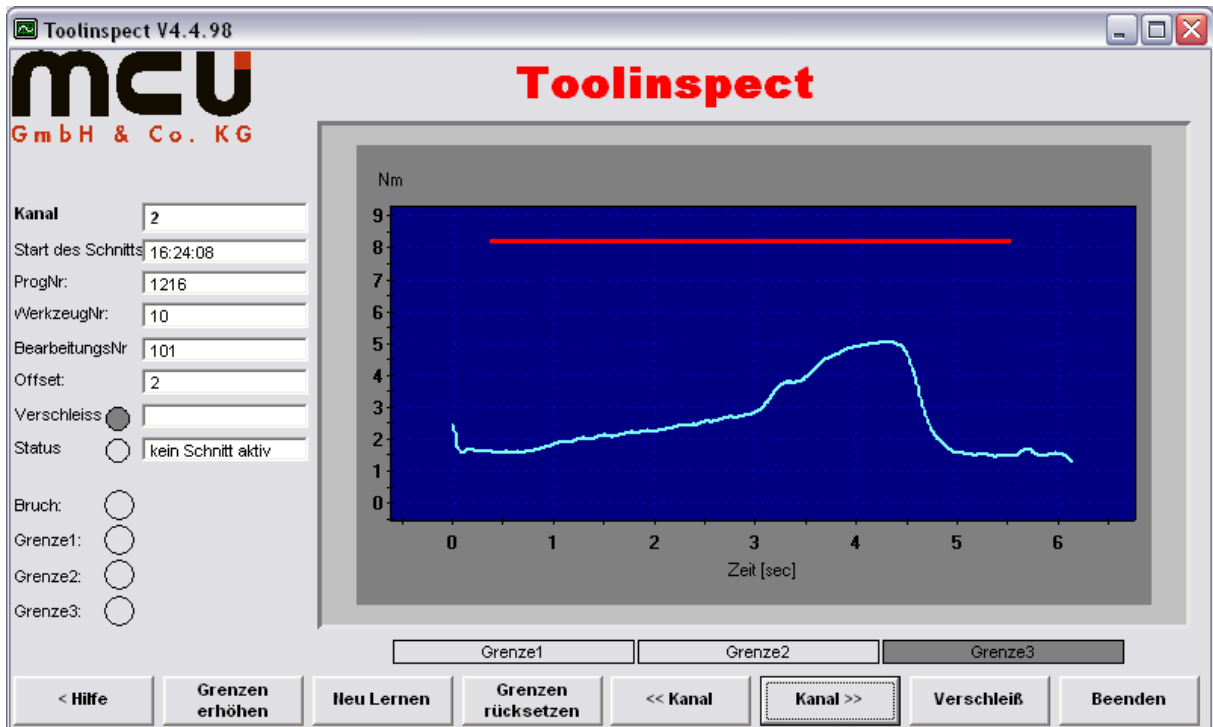 Toolinspect V4.4.98
mcu
GmbH & Co. KG
Toolinspect
Kanal 2
Start des Schnitts 16:24:08
ProgNr: 1216
WerkzeugNr: 10
BearbeitungsNr 101
Offset: 2
Verschleiss
Status kein Schnitt aktiv
Bruch:
Grenze1:
Grenze2:
Grenze3:
Nm
9
8
7
6
5
4
3
2
1
0
0 1 2 3 4 5 6
Zeit [sec]
Grenze1 Grenze2 Grenze3
< Hilfe
Grenzen erhöhen
Neu Lernen
Grenzen rücksetzen
<< Kanal
Kanal >>
Verschleiß
Beenden